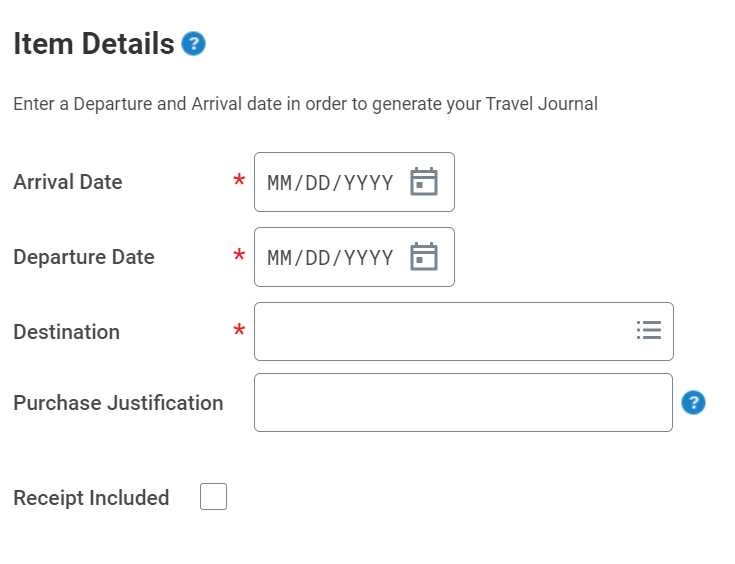 Item Details ?
Enter a Departure and Arrival date in order to generate your Travel Journal
Arrival Date * MM/DD/YYYY
Departure Date * MM/DD/YYYY
Destination *
Purchase Justification ?
Receipt Included